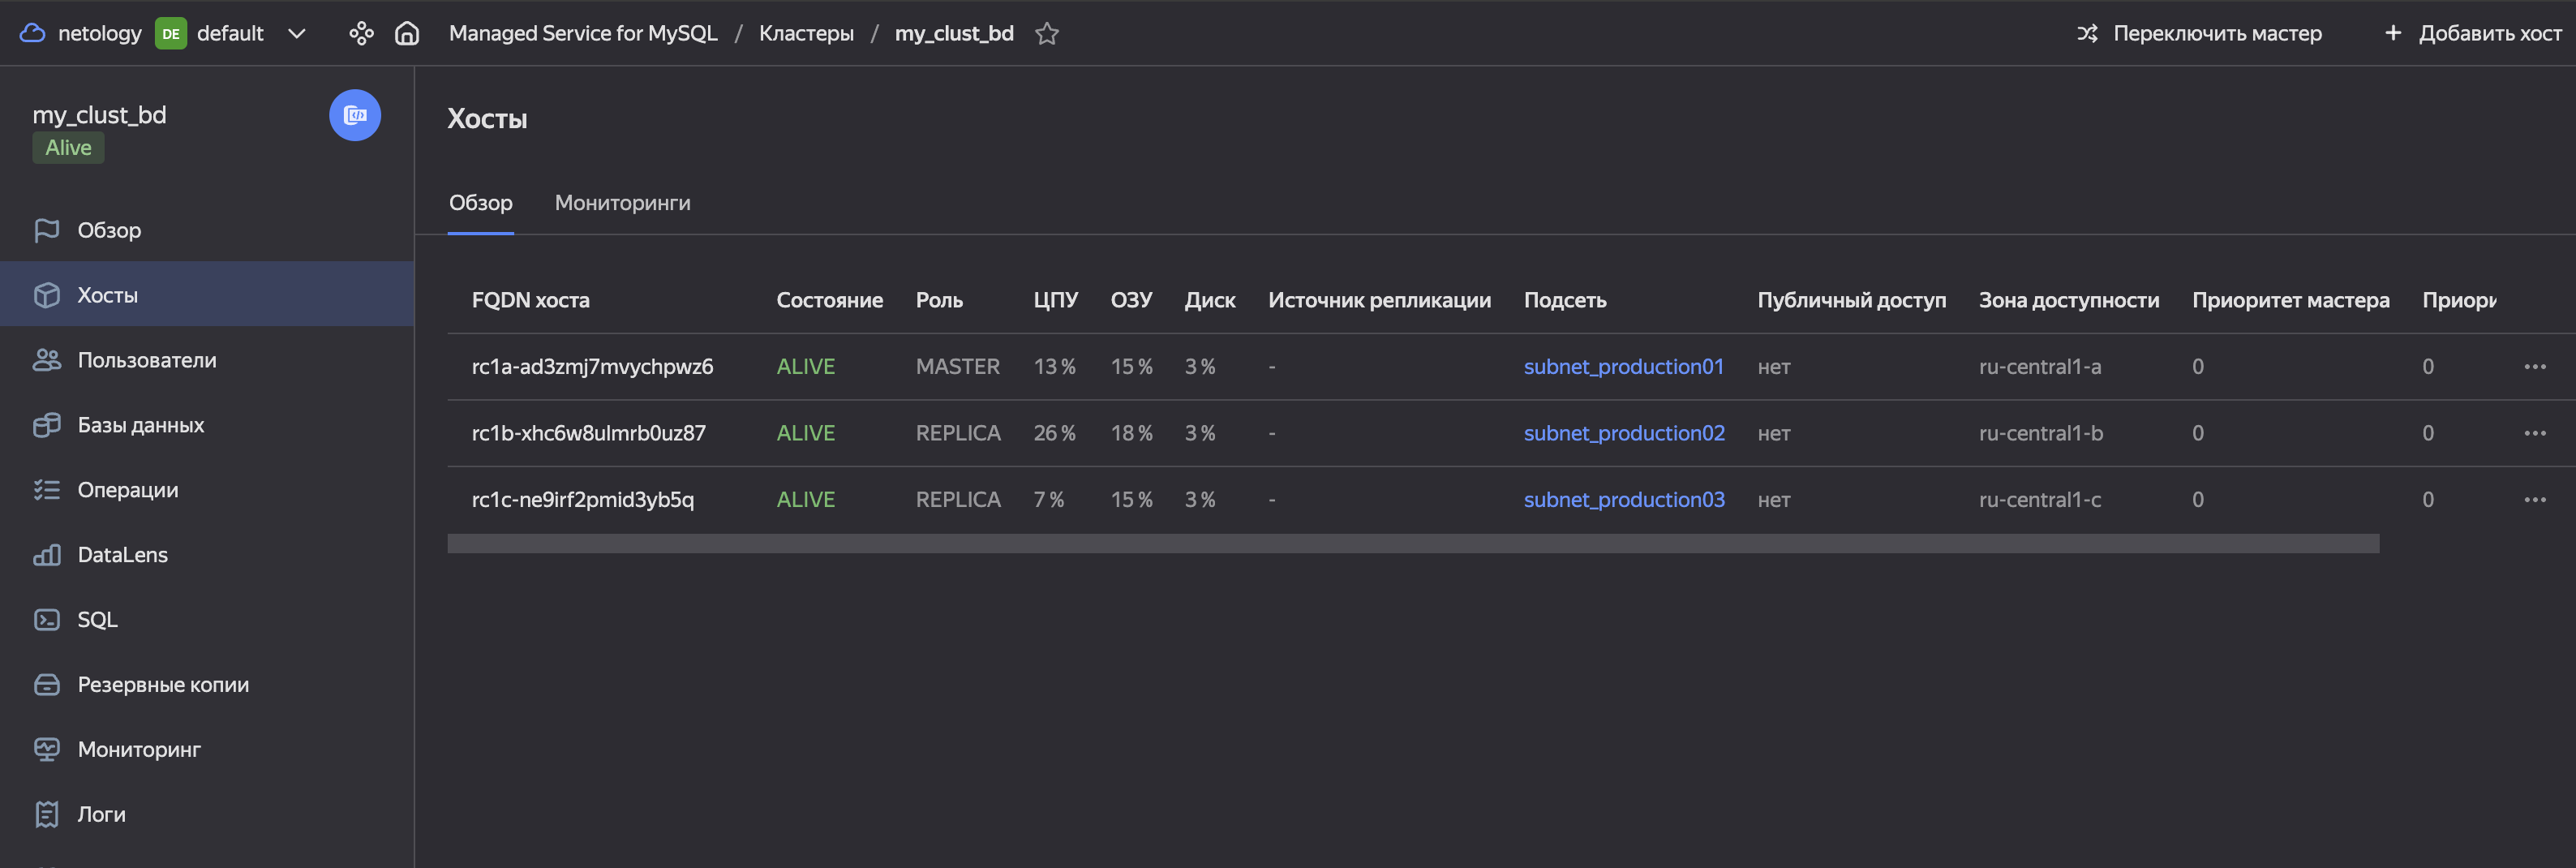 netology DE default Managed Service for MySQL / Кластеры / my_clust_bd Переключить мастер + Добавить хост
my_clust_bd
Alive
Обзор
Хосты
Пользователи
Базы данных
Операции
DataLens
SQL
Резервные копии
Мониторинг
Логи
Хосты
Обзор Мониторинги
FQDN хоста Состояние Роль ЦПУ ОЗУ Диск Источник репликации Подсеть Публичный доступ Зона доступности Приоритет мастера Приори
rc1a-ad3zmj7mvychpwz6 ALIVE MASTER 13 % 15 % 3 % - subnet_production01 нет ru-central1-a 0 0
rc1b-xhc6w8ulmrb0uz87 ALIVE REPLICA 26 % 18 % 3 % - subnet_production02 нет ru-central1-b 0 0
rc1c-ne9irf2pmid3yb5q ALIVE REPLICA 7 % 15 % 3 % - subnet_production03 нет ru-central1-c 0 0